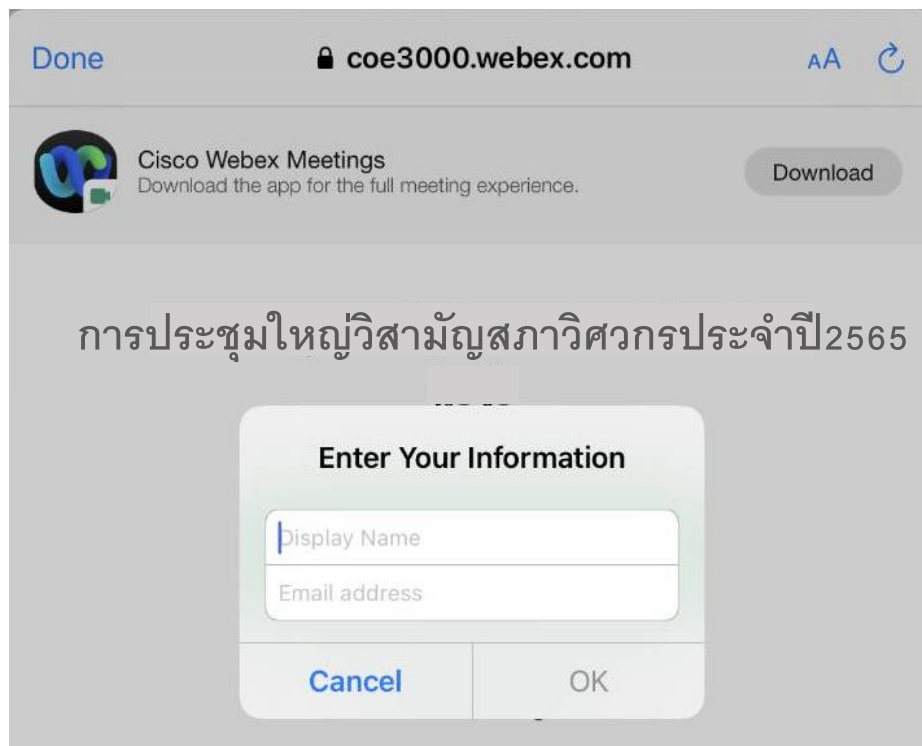 Done
coe3000.webex.com
AA
Cisco Webex Meetings
Download the app for the full meeting experience.
Download
การประชุมใหญ่วิสามัญสภาวิศวกรประจำปี2565
Enter Your Information
Display Name
Email address
Cancel
OK